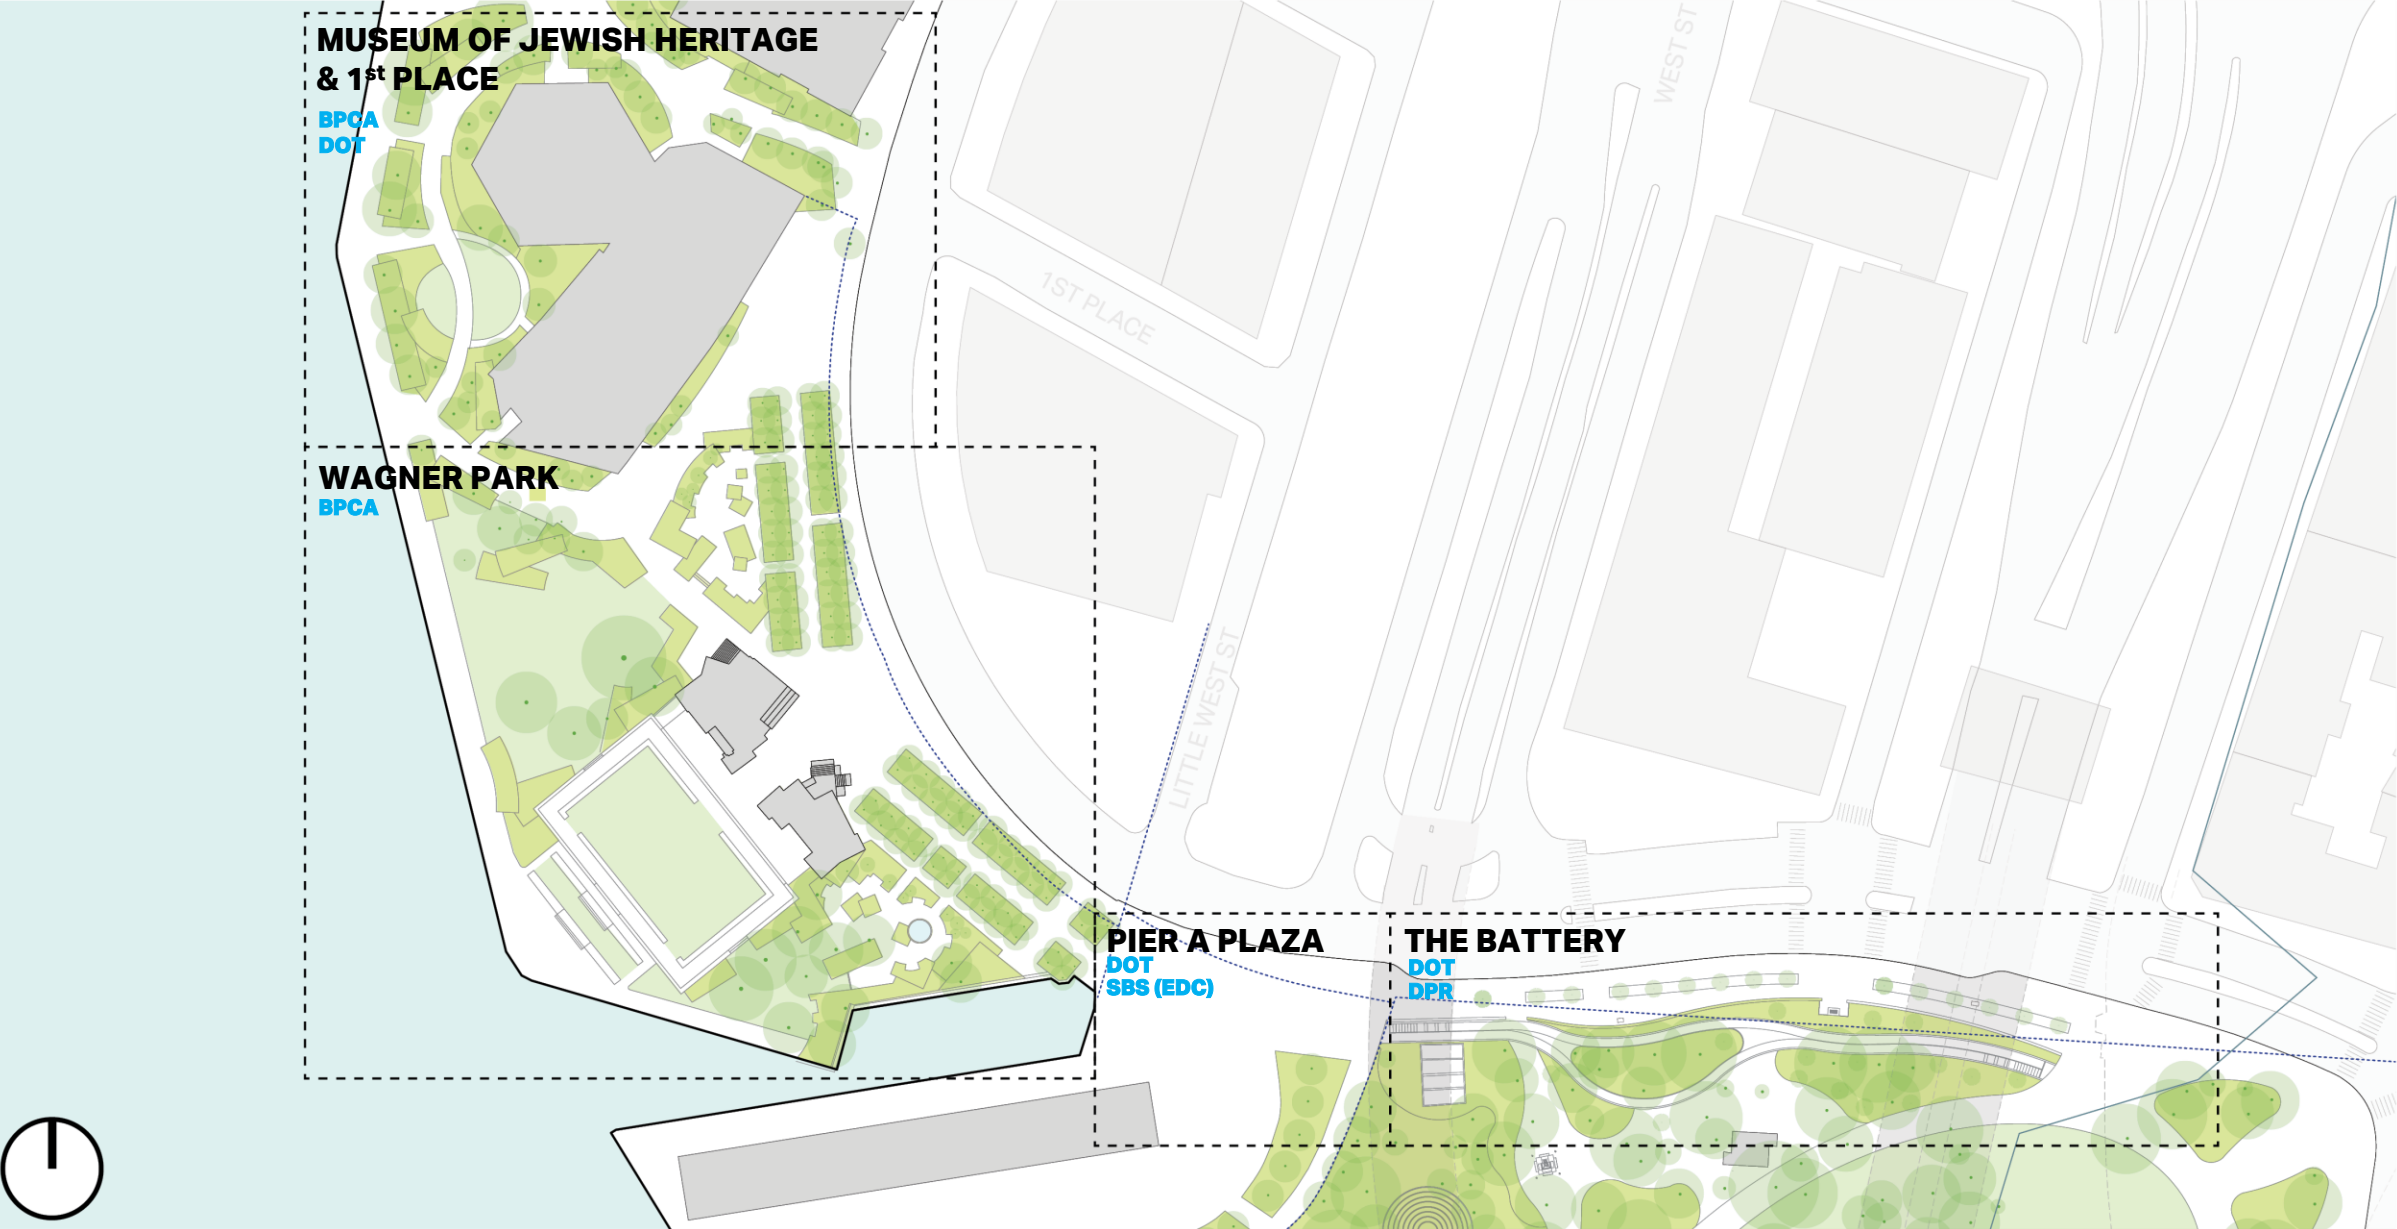 MUSEUM OF JEWISH HERITAGE
& 1st PLACE
BPCA
DOT
WEST ST
1ST PLACE
WAGNER PARK
BPCA
LITTLE WEST ST
PIER A PLAZA
DOT
SBS (EDC)
THE BATTERY
DOT
DPR